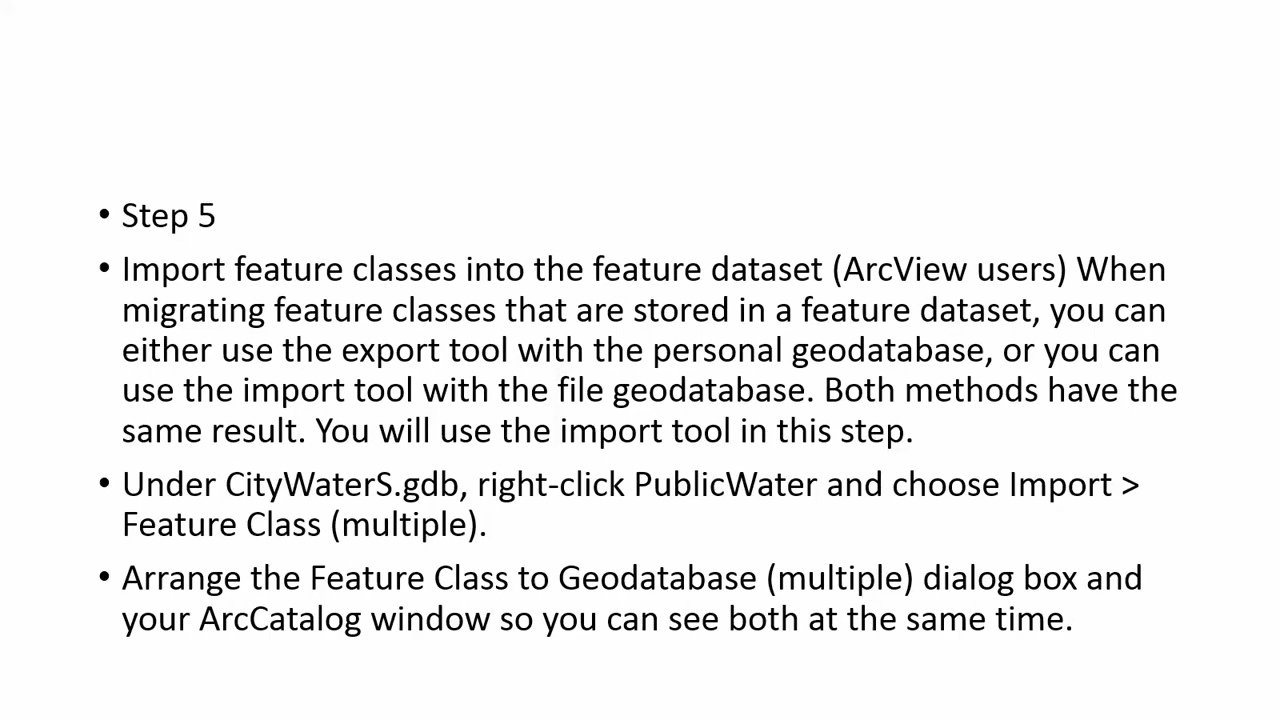 • Step 5
• Import feature classes into the feature dataset (ArcView users) When
migrating feature classes that are stored in a feature dataset, you can
either use the export tool with the personal geodatabase, or you can
use the import tool with the file geodatabase. Both methods have the
same result. You will use the import tool in this step.
• Under CityWaterS.gdb, right-click PublicWater and choose Import >
Feature Class (multiple).
• Arrange the Feature Class to Geodatabase (multiple) dialog box and
your ArcCatalog window so you can see both at the same time.